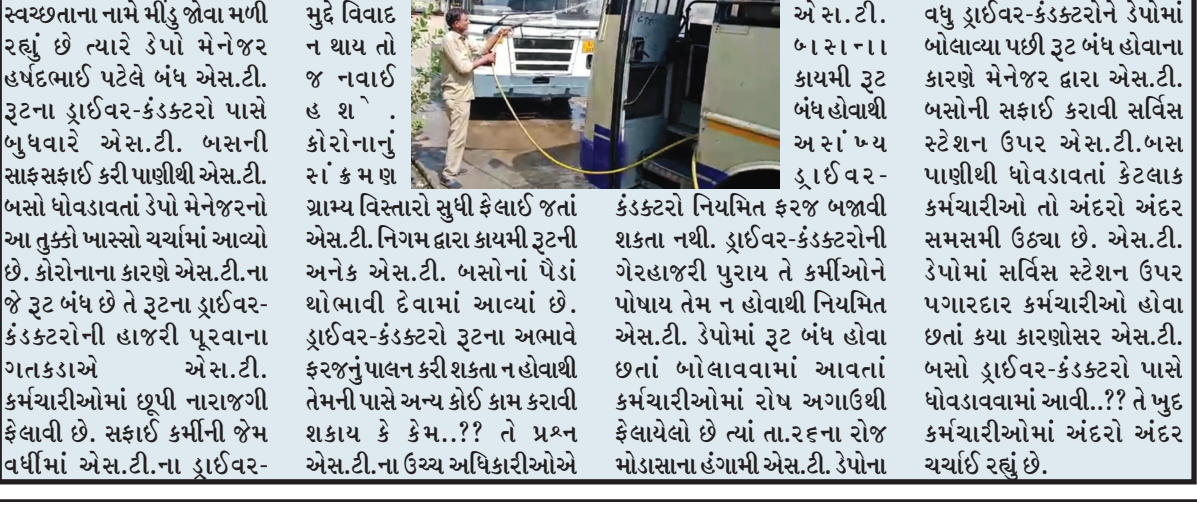 સ્વચ્છતાના નામે મીંડુ જોવા મળી
રહ્યું છે ત્યારે ડેપો મેનેજર
હર્ષદભાઈ પટેલે બંધ એસ.ટી.
રૂટના ડ્રાઈવર-કંડક્ટરો પાસે
બુધવારે એસ.ટી. બસની
સાફસફાઈ કરી પાણીથી એસ.ટી.
બસો ધોવડાવતાં ડેપો મેનેજરનો
આ તુક્કો ખાસ્સો ચર્ચામાં આવ્યો
છે. કોરોનાના કારણે એસ.ટી.ના
જે રૂટ બંધ છે તે રૂટના ડ્રાઈવર-
કંડક્ટરોની હાજરી પૂરવાના
ગતકડાએ એસ.ટી.
કર્મચારીઓમાં છૂપી નારાજગી
ફેલાવી છે. સફાઈ કર્મીની જેમ
વર્ધીમાં એસ.ટી.ના ડ્રાઈવર-
મુદ્દે વિવાદ
ન થાય તો
જ નવાઈ
હશે.
કોરોનાનું
સંક્રમણ
ગ્રામ્ય વિસ્તારો સુધી ફેલાઈ જતાં
એસ.ટી. નિગમ દ્વારા કાયમી રૂટની
અનેક એસ.ટી. બસોનાં પૈડાં
થોભાવી દેવામાં આવ્યાં છે.
ડ્રાઈવર-કંડક્ટરો રૂટના અભાવે
ફરજનું પાલન કરી શકતા ન હોવાથી
તેમની પાસે અન્ય કોઈ કામ કરાવી
શકાય કે કેમ..?? તે પ્રશ્ન
એસ.ટી.ના ઉચ્ચ અધિકારીઓએ
એસ.ટી.
બાસના
કાયમી રૂટ
બંધ હોવાથી
અસંખ્ય
ડ્રાઈવર-
કંડક્ટરો નિયમિત ફરજ બજાવી
શકતા નથી. ડ્રાઈવર-કંડક્ટરોની
ગેરહાજરી પુરાય તે કર્મીઓને
પોષાય તેમ ન હોવાથી નિયમિત
એસ.ટી. ડેપોમાં રૂટ બંધ હોવા
છતાં બોલાવવામાં આવતાં
કર્મચારીઓમાં રોષ અગાઉથી
ફેલાયેલો છે ત્યાં તા.૨૬ના રોજ
મોડાસાના હંગામી એસ.ટી. ડેપોના
વધુ ડ્રાઈવર-કંડક્ટરોને ડેપોમાં
બોલાવ્યા પછી રૂટ બંધ હોવાના
કારણે મેનેજર દ્વારા એસ.ટી.
બસોની સફાઈ કરાવી સર્વિસ
સ્ટેશન ઉપર એસ.ટી.બસ
પાણીથી ધોવડાવતાં કેટલાક
કર્મચારીઓ તો અંદરો અંદર
સમસમી ઉઠ્યા છે. એસ.ટી.
ડેપોમાં સર્વિસ સ્ટેશન ઉપર
પગારદાર કર્મચારીઓ હોવા
છતાં કયા કારણોસર એસ.ટી.
બસો ડ્રાઈવર-કંડક્ટરો પાસે
ધોવડાવવામાં આવી..?? તે ખુદ
કર્મચારીઓમાં અંદરો અંદર
ચર્ચાઈ રહ્યું છે.